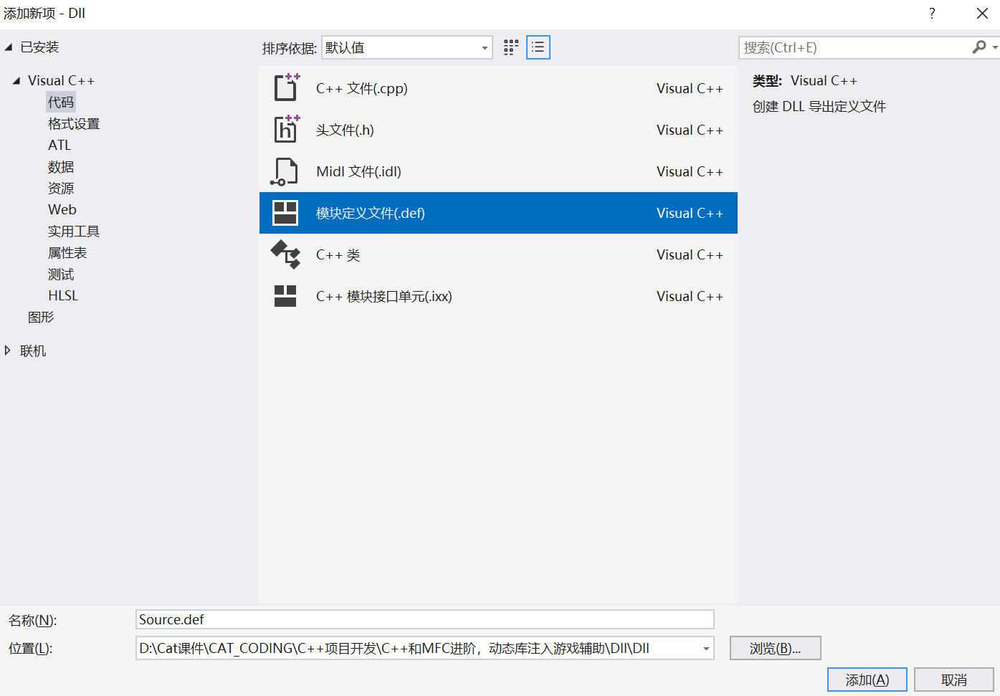 添加新项 - Dll
?
已安装
排序依据:
默认值
搜索(Ctrl+E)
Visual C++
代码
格式设置
ATL
数据
资源
Web
实用工具
属性表
测试
HLSL
图形
联机
C++ 文件(.cpp) Visual C++
头文件(.h) Visual C++
Midl 文件(.idl) Visual C++
模块定义文件(.def) Visual C++
C++ 类 Visual C++
C++ 模块接口单元(.ixx) Visual C++
类型: Visual C++
创建 DLL 导出定义文件
名称(N): Source.def
位置(L): D:\Cat课件\CAT_CODING\C++项目开发\C++和MFC进阶，动态库注入游戏辅助\Dll\Dll
浏览(B)...
添加(A)
取消